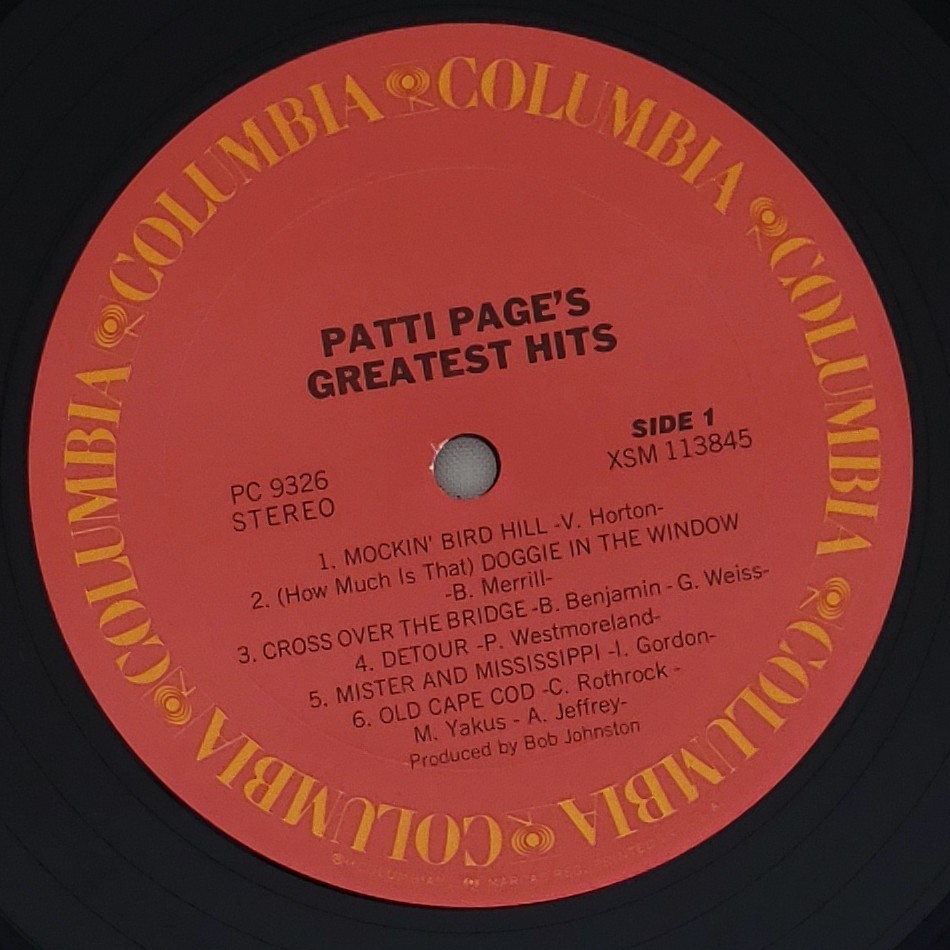 COLUMBIA COLUMBIA COLUMBIA COLUMBIA COLUMBIA COLUMBIA COLUMBIA
PATTI PAGE'S
GREATEST HITS
SIDE 1
XSM 113845
PC 9326
STEREO
1. MOCKIN' BIRD HILL -V. Horton-
2. (How Much Is That) DOGGIE IN THE WINDOW
-B. Merrill-
3. CROSS OVER THE BRIDGE -B. Benjamin - G. Weiss-
4. DETOUR -P. Westmoreland-
5. MISTER AND MISSISSIPPI -I. Gordon-
6. OLD CAPE COD -C. Rothrock -
M. Yakus - A. Jeffrey-
Produced by Bob Johnston